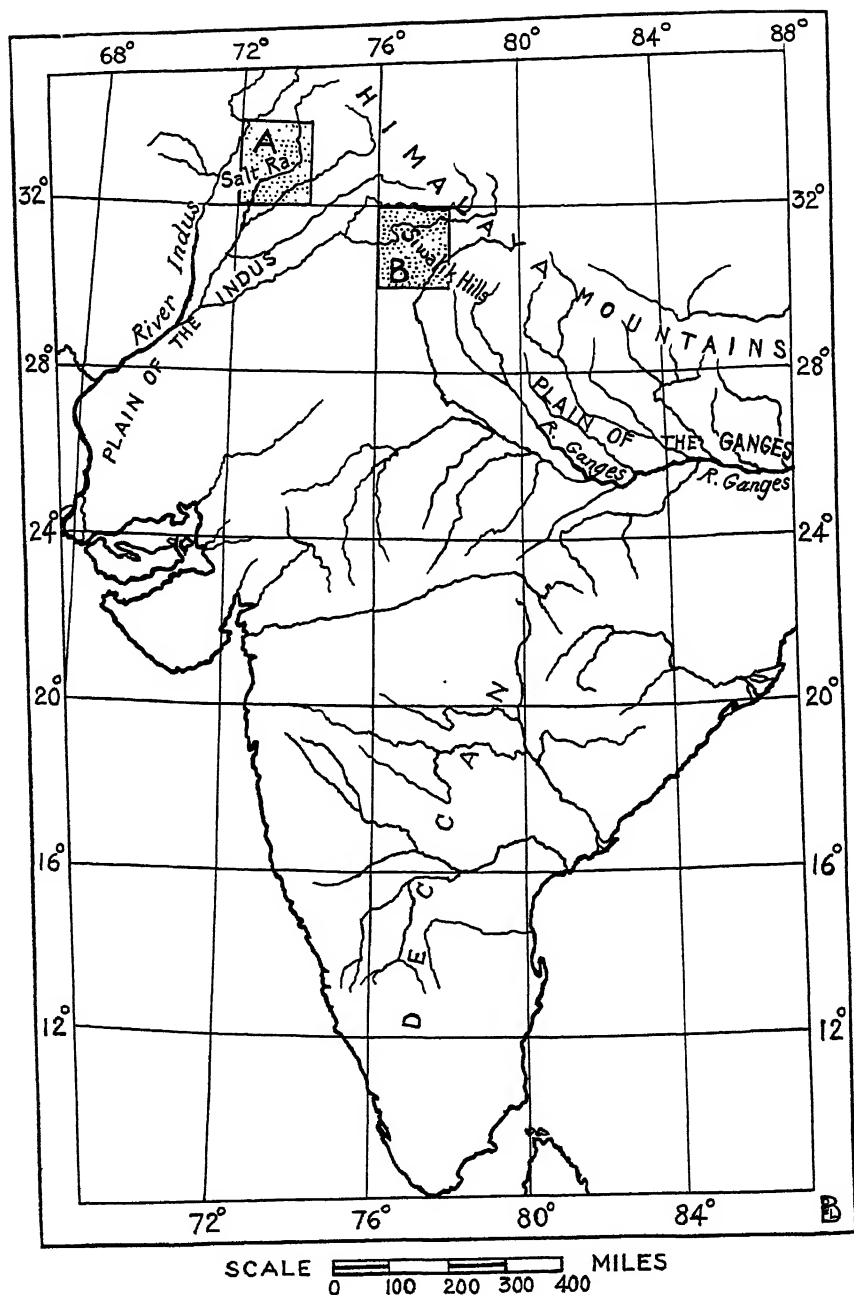 68° 72° 76° 80° 84° 88°
HIMALAYA MOUNTAINS
A
Salt Ra.
32° 32°
Siwalik Hills
B
River Indus
PLAIN OF THE INDUS
28° 28°
PLAIN OF THE GANGES
R. Ganges
R. Ganges
24° 24°
20° 20°
DECCAN
16° 16°
12° 12°
72° 76° 80° 84°
SCALE MILES
0 100 200 300 400